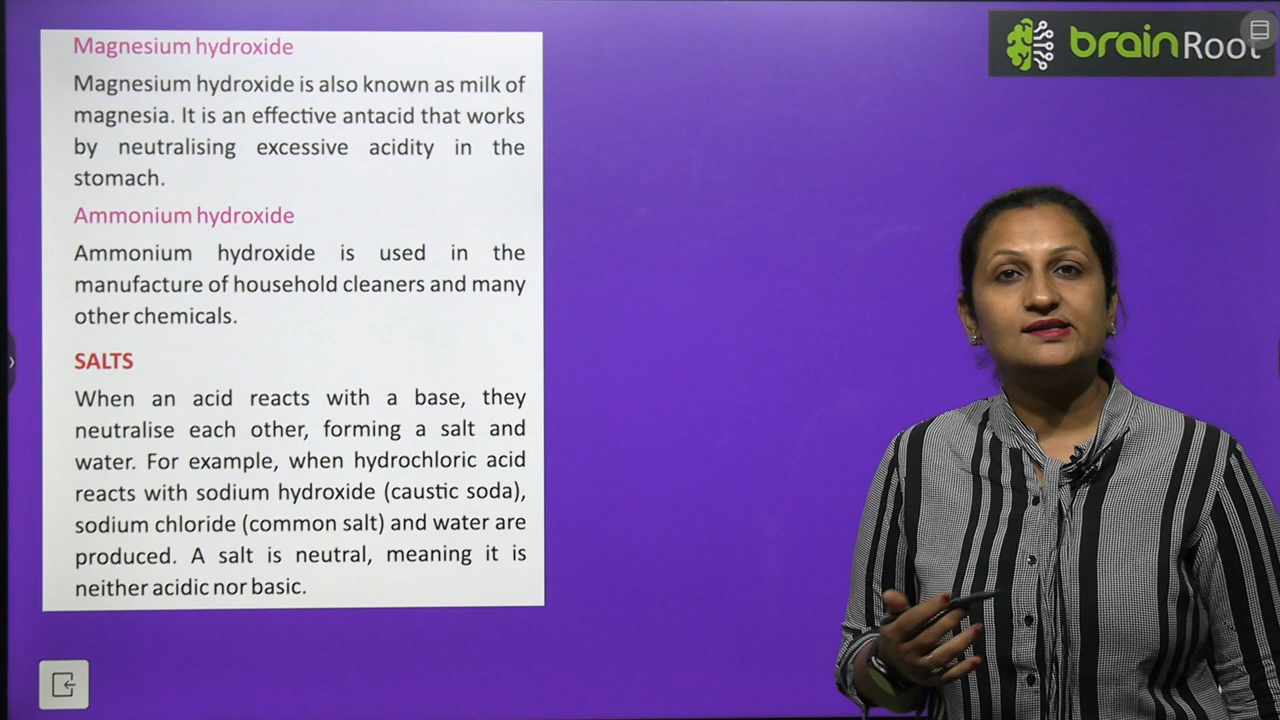 Magnesium hydroxide
Magnesium hydroxide is also known as milk of
magnesia. It is an effective antacid that works
by neutralising excessive acidity in the
stomach.
Ammonium hydroxide
Ammonium hydroxide is used in the
manufacture of household cleaners and many
other chemicals.
SALTS
When an acid reacts with a base, they
neutralise each other, forming a salt and
water. For example, when hydrochloric acid
reacts with sodium hydroxide (caustic soda),
sodium chloride (common salt) and water are
produced. A salt is neutral, meaning it is
neither acidic nor basic.
brainRoot